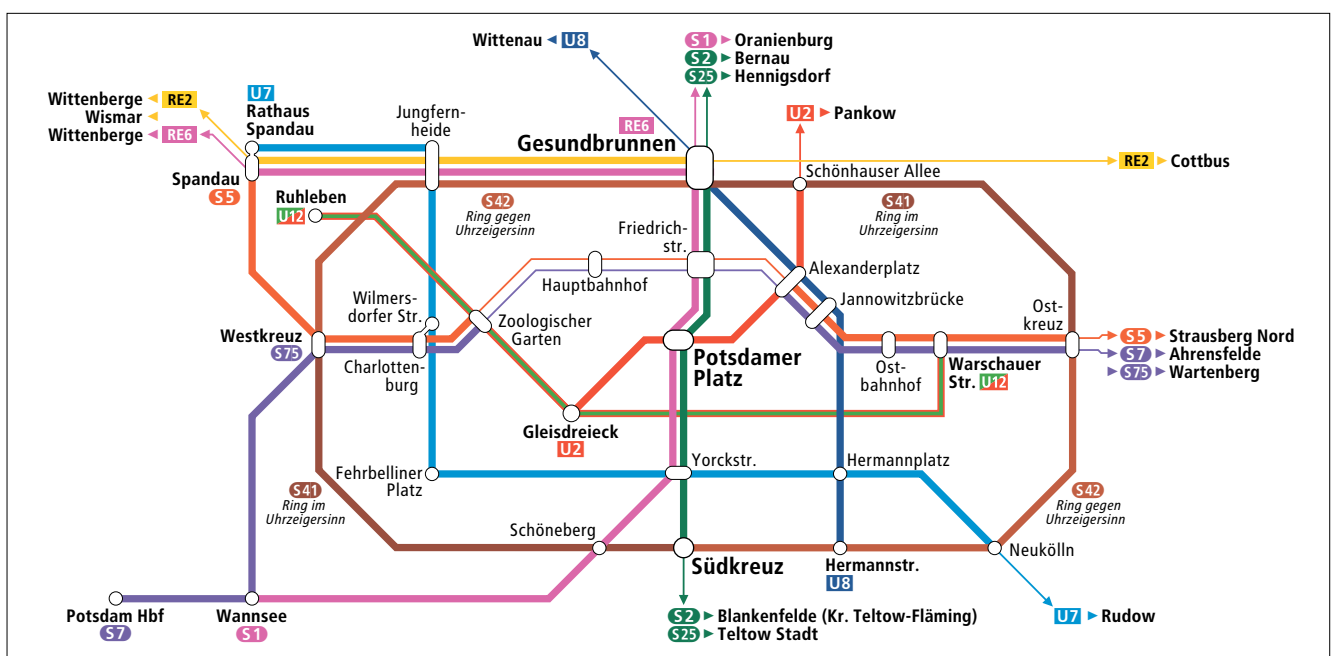 Wittenau U8
S1 Oranienburg
S2 Bernau
S25 Hennigsdorf
Wittenberge RE2
Wismar
Wittenberge RE6
U7
Rathaus
Spandau
Jungfern-
heide
RE6
Gesundbrunnen
U2 Pankow
RE2 Cottbus
Spandau
S5
Ruhleben
U12
S42
Ring gegen
Uhrzeigersinn
Schönhauser Allee
S41
Ring im
Uhrzeigersinn
Friedrich-
str.
Hauptbahnhof
Alexanderplatz
Jannowitzbrücke
Wilmers-
dorfer Str.
Zoologischer
Garten
Westkreuz
S75
Charlotten-
burg
Potsdamer
Platz
Ost-
bahnhof
Warschauer
Str. U12
Ost-
kreuz
S5 Strausberg Nord
S7 Ahrensfelde
S75 Wartenberg
Gleisdreieck
U2
Fehrbelliner
Platz
Yorckstr.
Hermannplatz
S41
Ring im
Uhrzeigersinn
S42
Ring gegen
Uhrzeigersinn
Schöneberg
Südkreuz
Hermannstr.
U8
Neukölln
Potsdam Hbf
S7
Wannsee
S1
S2 Blankenfelde (Kr. Teltow-Fläming)
S25 Teltow Stadt
U7 Rudow